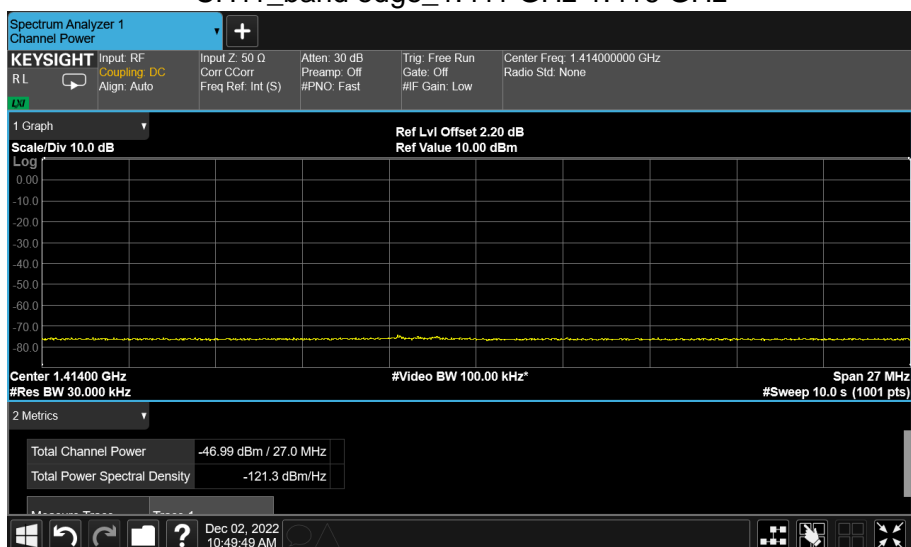 Spectrum Analyzer 1
Channel Power
KEYSIGHT
R L
LXI
Input: RF
Coupling: DC
Align: Auto
Input Z: 50 Ω
Corr CCorr
Freq Ref: Int (S)
Atten: 30 dB
Preamp: Off
#PNO: Fast
Trig: Free Run
Gate: Off
#IF Gain: Low
Center Freq: 1.414000000 GHz
Radio Std: None
1 Graph
Scale/Div 10.0 dB
Ref Lvl Offset 2.20 dB
Ref Value 10.00 dBm
Log
0.00
-10.0
-20.0
-30.0
-40.0
-50.0
-60.0
-70.0
-80.0
Center 1.41400 GHz
#Res BW 30.000 kHz
#Video BW 100.00 kHz*
Span 27 MHz
#Sweep 10.0 s (1001 pts)
2 Metrics
Total Channel Power -46.99 dBm / 27.0 MHz
Total Power Spectral Density -121.3 dBm/Hz
?
Dec 02, 2022
10:49:49 AM